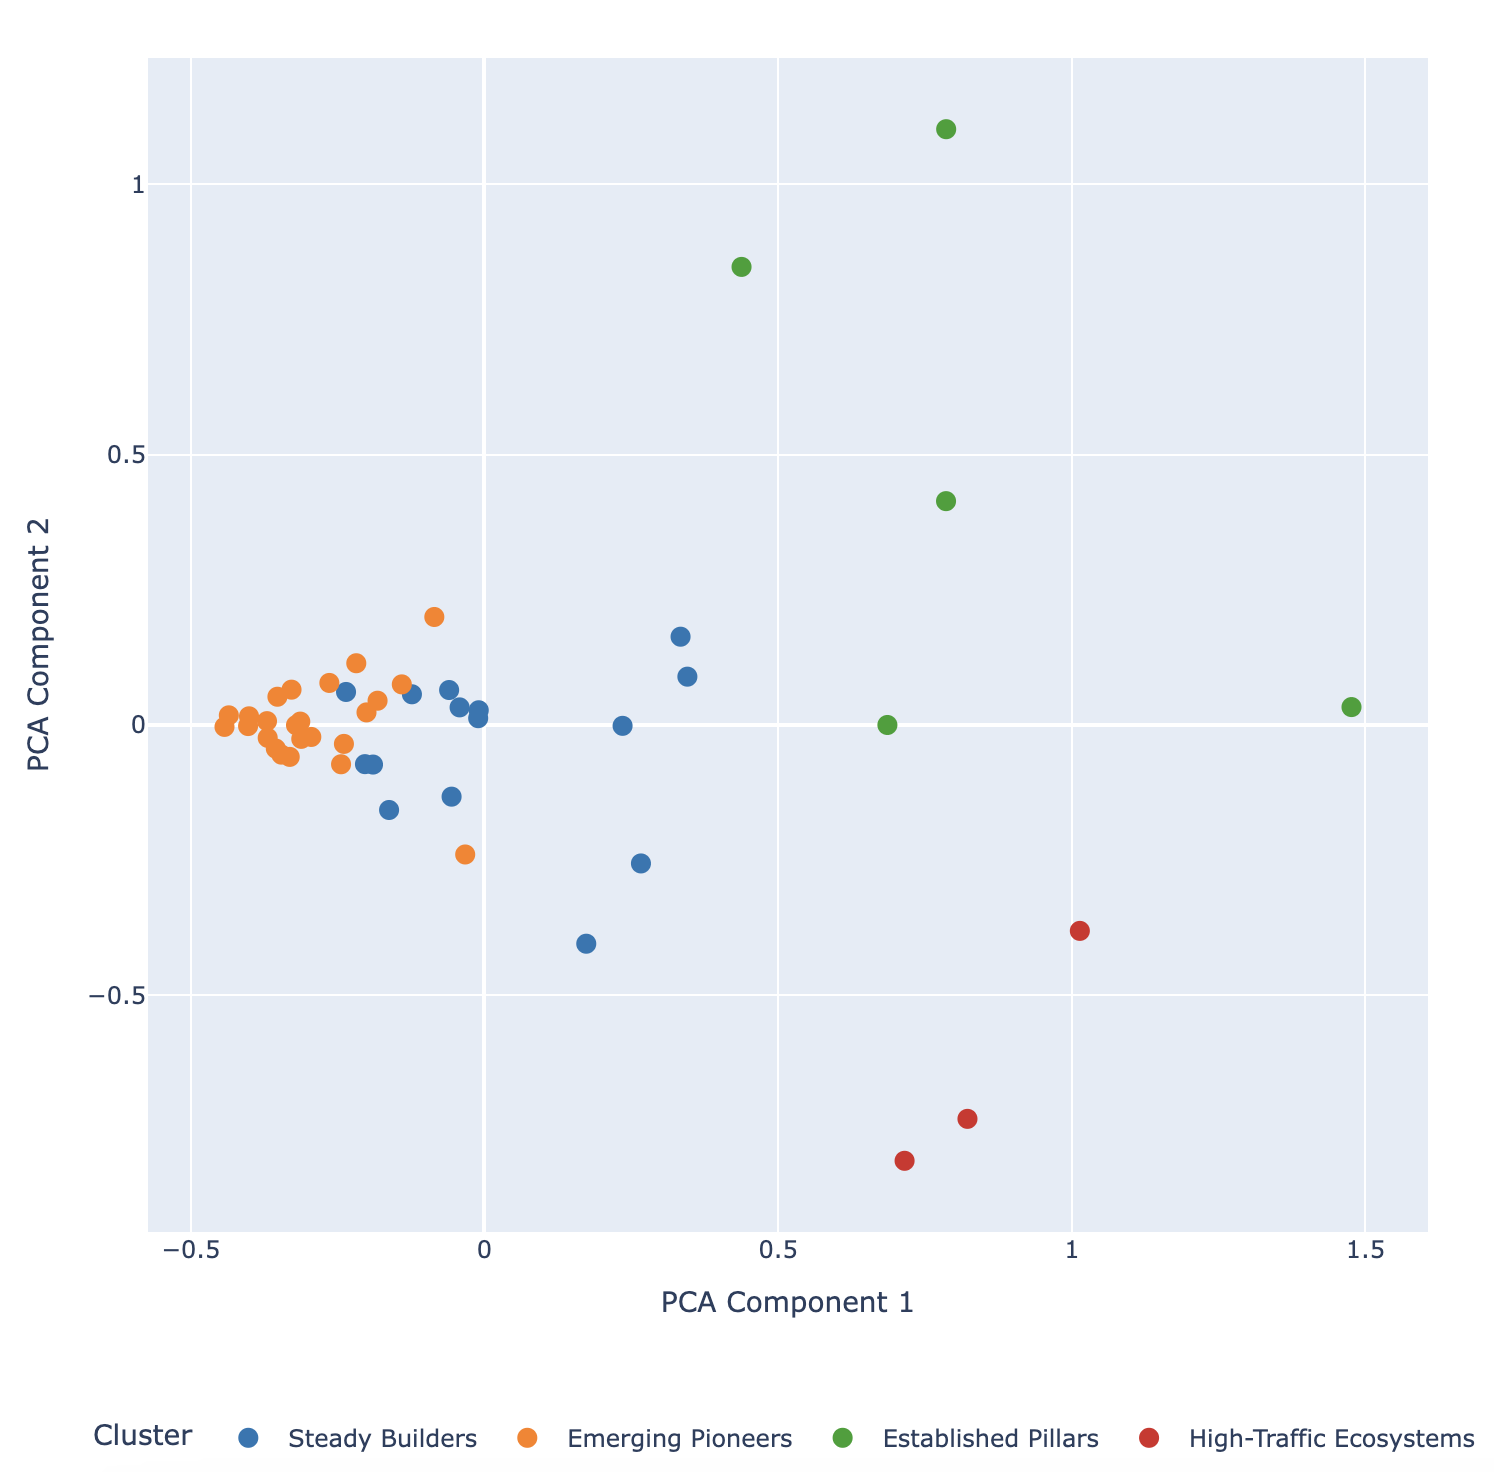 1
0.5
0
−0.5
PCA Component 2
−0.5 0 0.5 1 1.5
PCA Component 1
Cluster Steady Builders Emerging Pioneers Established Pillars High-Traffic Ecosystems